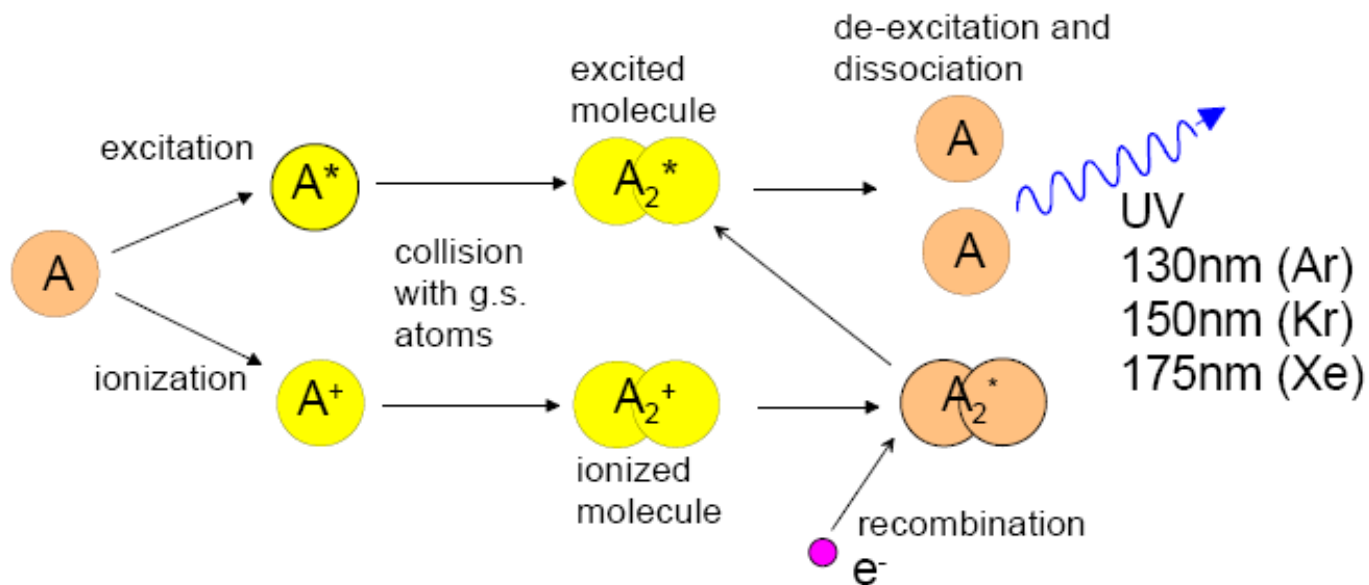 de-excitation and
dissociation
excited
molecule
A
excitation
A*
A₂*
A
UV
130nm (Ar)
150nm (Kr)
175nm (Xe)
A
collision
with g.s.
atoms
ionization
A⁺
A₂⁺
A₂*
ionized
molecule
recombination
e⁻